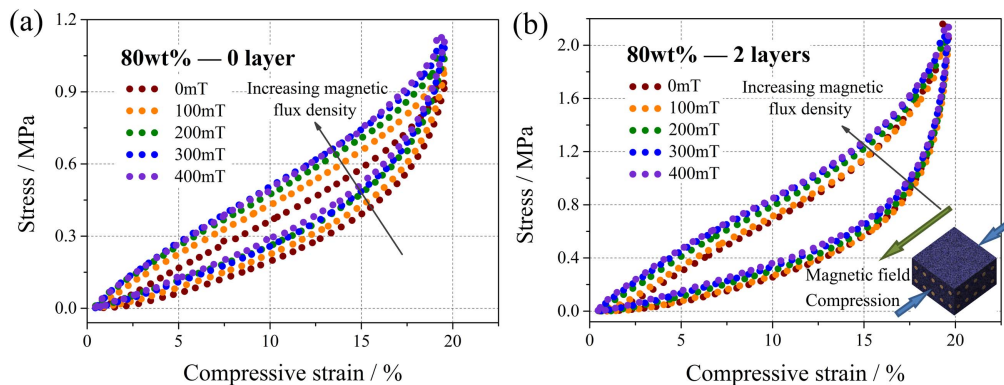 (a)
80wt% — 0 layer
0mT
100mT
200mT
300mT
400mT
Increasing magnetic
flux density
Stress / MPa
0.0
0.3
0.6
0.9
1.2
0
5
10
15
20
Compressive strain / %
(b)
80wt% — 2 layers
0mT
100mT
200mT
300mT
400mT
Increasing magnetic
flux density
Magnetic field
Compression
Stress / MPa
0.0
0.4
0.8
1.2
1.6
2.0
0
5
10
15
20
Compressive strain / %